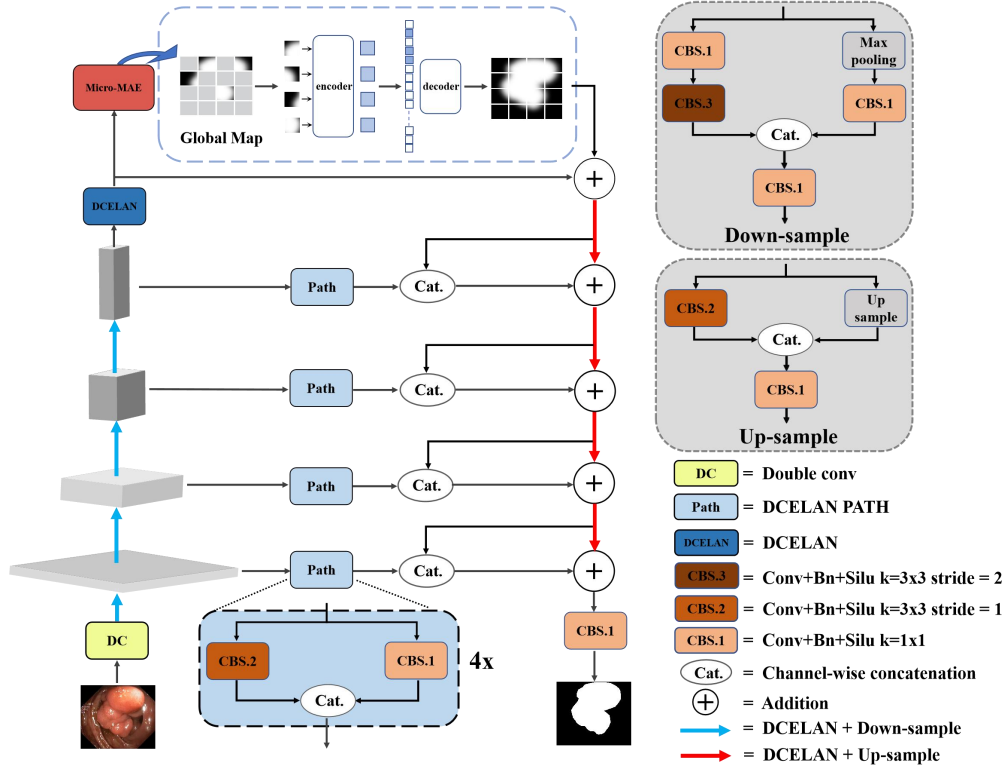 Micro-MAE
Global Map
encoder
decoder
DCELAN
Path
Cat.
Path
Cat.
Path
Cat.
Path
Cat.
DC
CBS.2
CBS.1
Cat.
4x
CBS.1
CBS.1
Max
pooling
CBS.3
CBS.1
Cat.
CBS.1
Down-sample
CBS.2
Up
sample
Cat.
CBS.1
Up-sample
DC = Double conv
Path = DCELAN PATH
DCELAN = DCELAN
CBS.3 = Conv+Bn+Silu k=3x3 stride = 2
CBS.2 = Conv+Bn+Silu k=3x3 stride = 1
CBS.1 = Conv+Bn+Silu k=1x1
Cat. = Channel-wise concatenation
+ = Addition
= DCELAN + Down-sample
= DCELAN + Up-sample